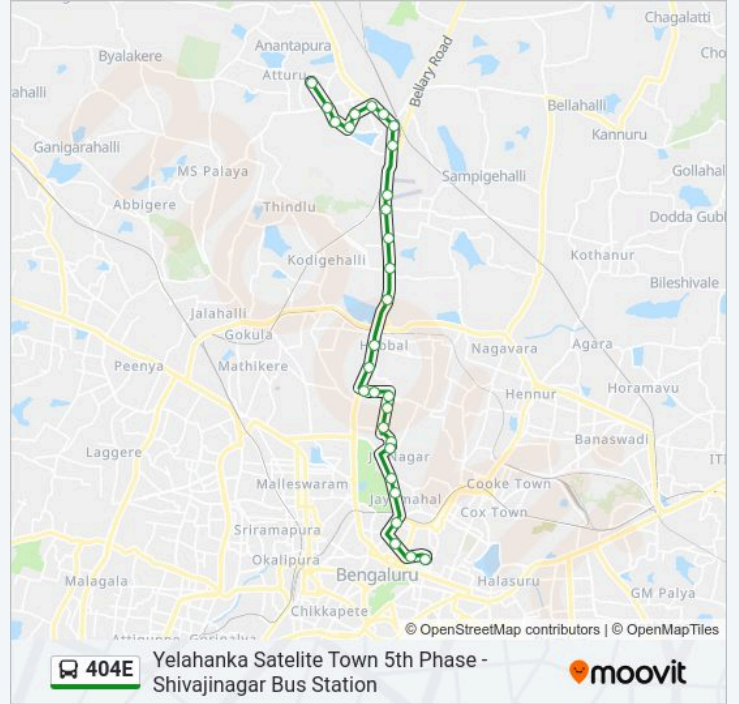 Chagalatti
Anantapura
Byalakere
Cho
Atturu
Bellary Road
ahalli
Bellahalli
Kannuru
Ganigarahalli
MS Palaya
Sampigehalli
Gollahal
Abbigere
Thindlu
Dodda Gubl
Kodigehalli
Kothanur
Bileshivale
Jalahalli
Gokula
Nagavara
Agara
Peenya
Mathikere
Hennur
Horamavu
Banaswadi
Laggere
ITI
Malleswaram
Cooke Town
Cox Town
Sriramapura
Okalipura
Bengaluru
Malagala
Halasuru
GM Palya
Chikkapete
© OpenStreetMap contributors | © OpenMapTiles
404E
Yelahanka Satelite Town 5th Phase -
Shivajinagar Bus Station
moovit